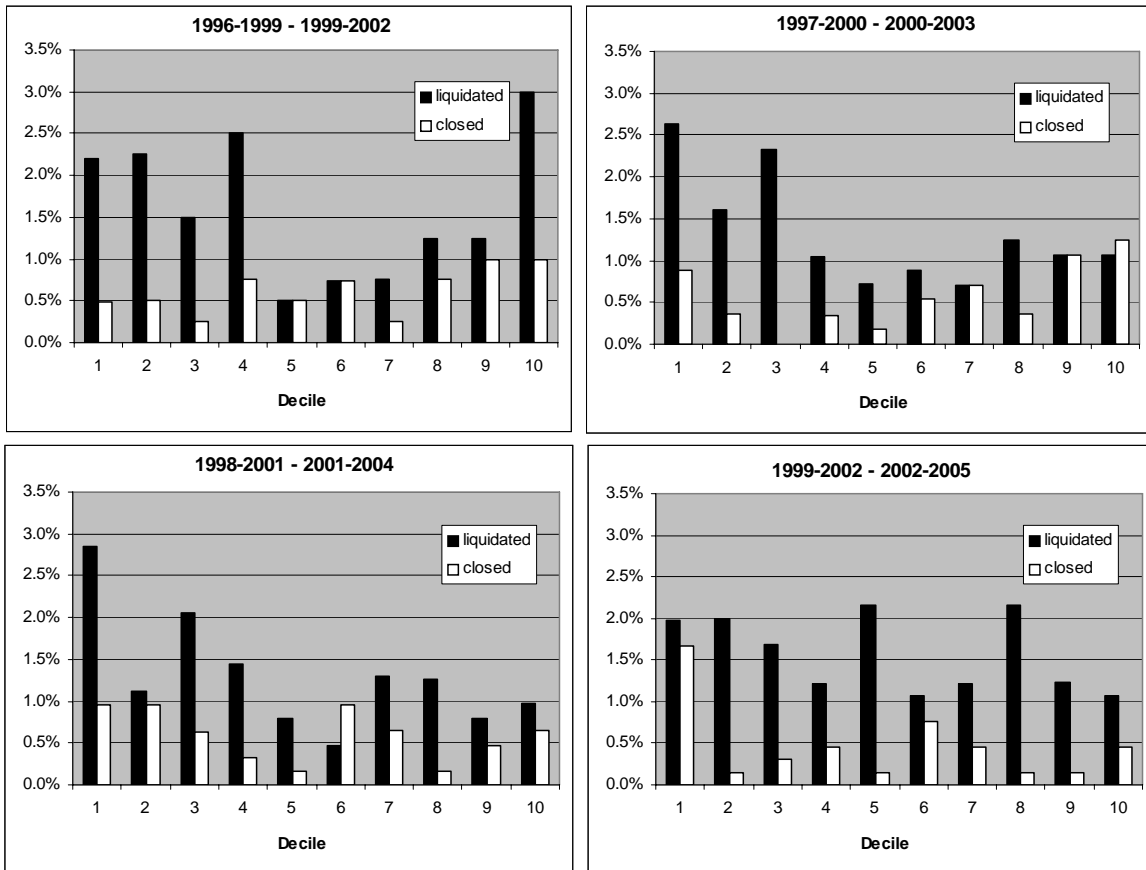 1996-1999 - 1999-2002
3.5%
3.0%
2.5%
2.0%
1.5%
1.0%
0.5%
0.0%
liquidated
closed
1 2 3 4 5 6 7 8 9 10
Decile
1997-2000 - 2000-2003
3.5%
3.0%
2.5%
2.0%
1.5%
1.0%
0.5%
0.0%
liquidated
closed
1 2 3 4 5 6 7 8 9 10
Decile
1998-2001 - 2001-2004
3.5%
3.0%
2.5%
2.0%
1.5%
1.0%
0.5%
0.0%
liquidated
closed
1 2 3 4 5 6 7 8 9 10
Decile
1999-2002 - 2002-2005
3.5%
3.0%
2.5%
2.0%
1.5%
1.0%
0.5%
0.0%
liquidated
closed
1 2 3 4 5 6 7 8 9 10
Decile